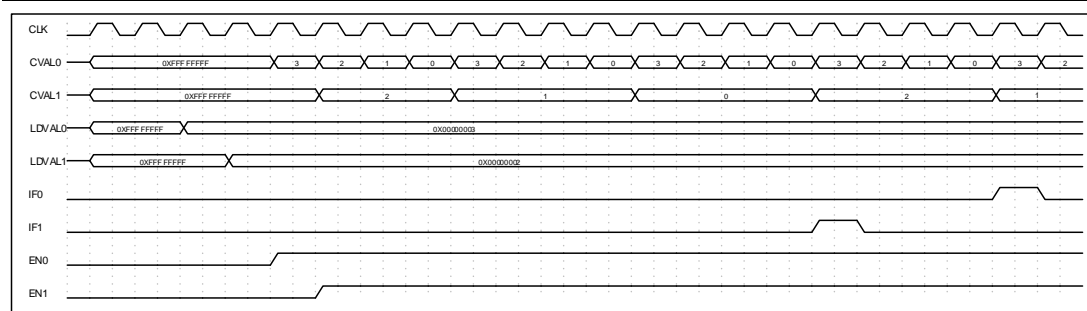 CLK
CVAL0 0XFFF FFFFF 3 2 1 0 3 2 1 0 3 2 1 0 3 2 1 0 3 2
CVAL1 0XFFF FFFFF 2 1 0 2 1
LDVAL0 0XFFF FFFFF 0X00000003
LDVAL1 0XFFF FFFFF 0X00000002
IF0
IF1
EN0
EN1